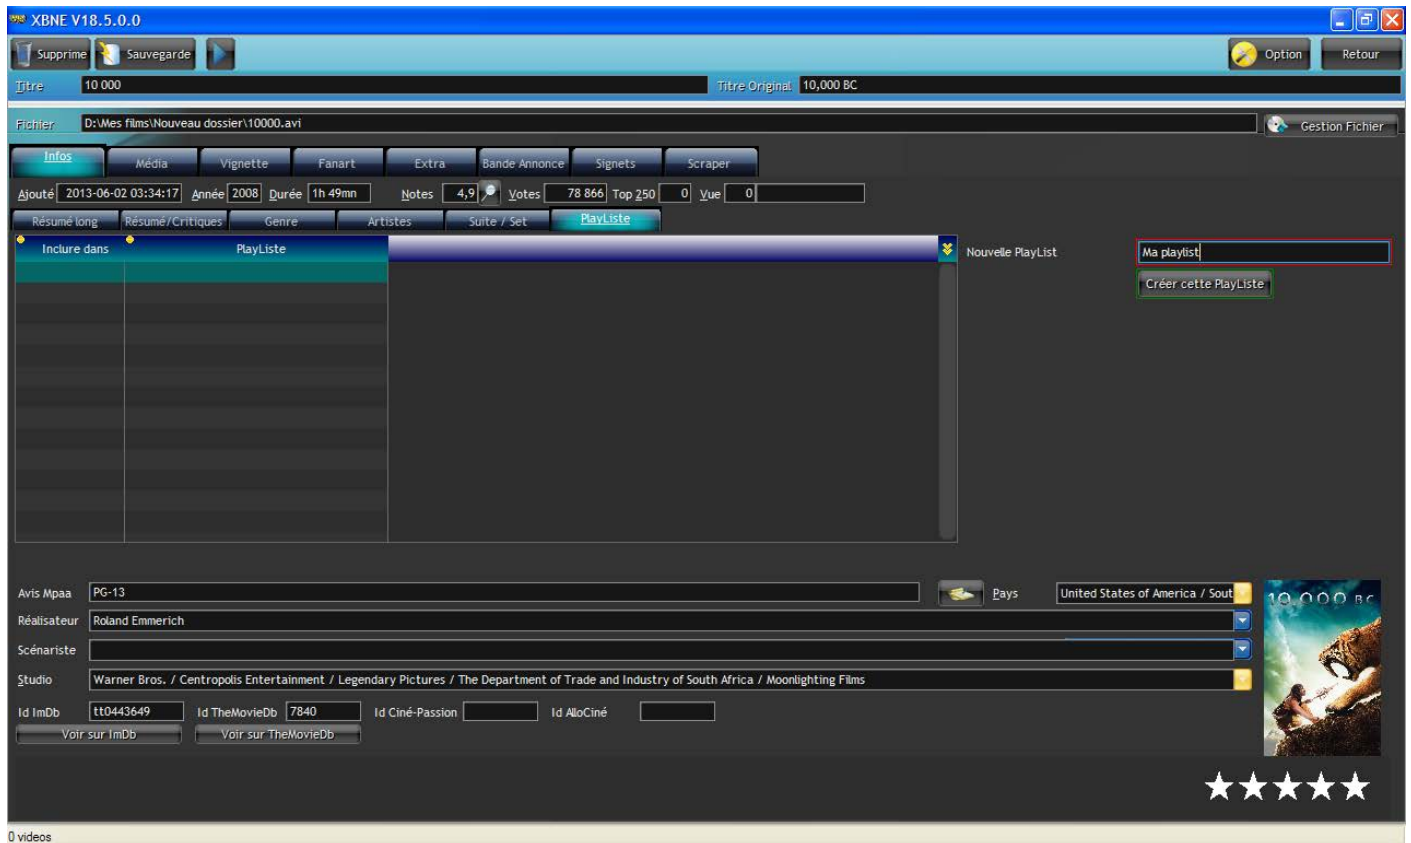 XBNE V18.5.0.0
Supprime Sauvegarde Option Retour
Titre 10 000 Titre Original 10,000 BC
Fichier D:\Mes films\Nouveau dossier\10000.avi Gestion Fichier
Infos Média Vignette Fanart Extra Bande Annonce Signets Scraper
Ajouté 2013-06-02 03:34:17 Année 2008 Durée 1h 49mn Notes 4,9 Votes 78 866 Top 250 0 Vue 0
Résumé long Résumé/Critiques Genre Artistes Suite / Set PlayListe
Inclure dans PlayListe Nouvelle PlayList Ma playlist
Créer cette PlayListe
Avis Mpaa PG-13 Pays United States of America / Sout
10,000 BC
Réalisateur Roland Emmerich
Scénariste
Studio Warner Bros. / Centropolis Entertainment / Legendary Pictures / The Department of Trade and Industry of South Africa / Moonlighting Films
Id ImDb tt0443649 Id TheMovieDb 7840 Id Ciné-Passion Id AlloCiné
Voir sur ImDb Voir sur TheMovieDb
0 videos